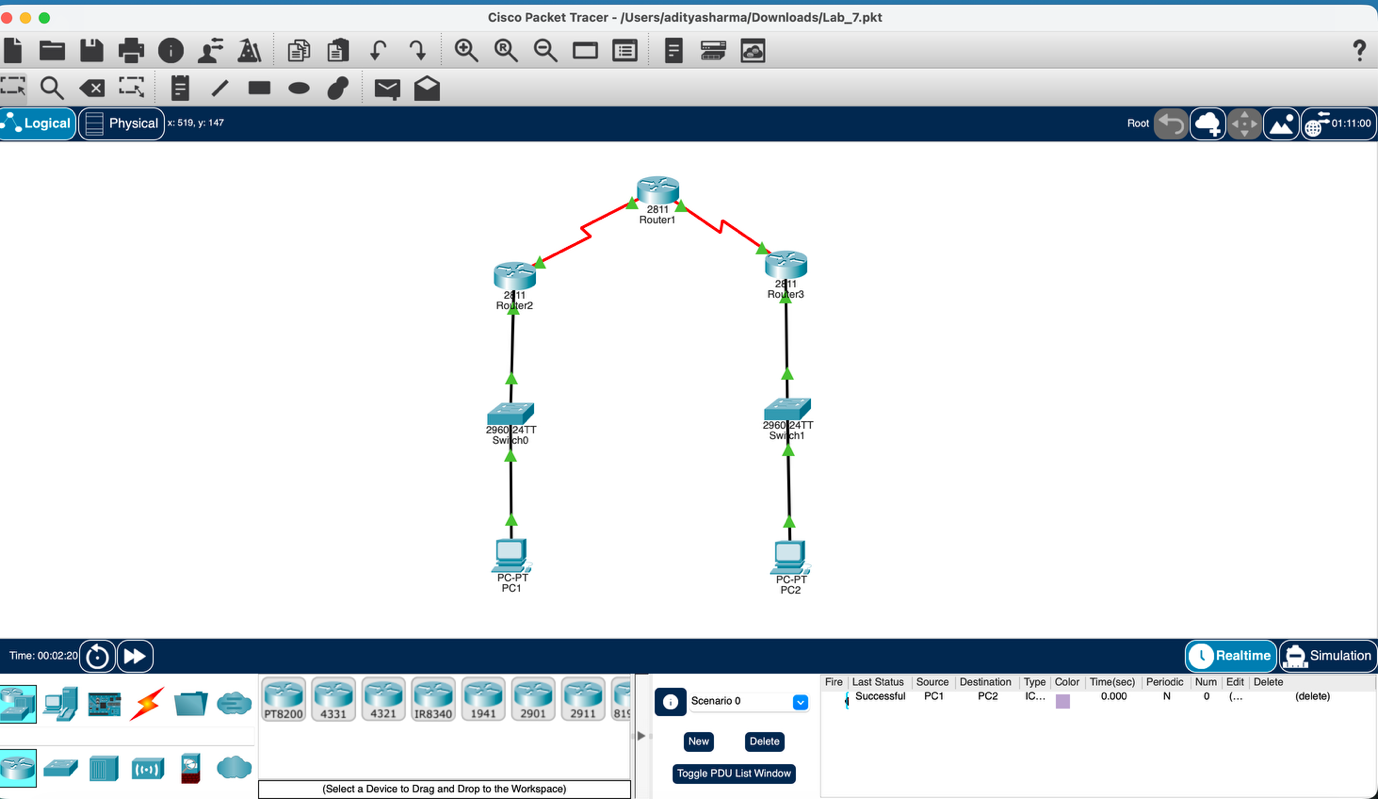 Cisco Packet Tracer - /Users/adityasharma/Downloads/Lab_7.pkt
Logical Physical x: 519, y: 147 Root 01:11:00
2811
Router1
2811
Router2
2811
Router3
2960-24TT
Switch0
2960-24TT
Switch1
PC-PT
PC1
PC-PT
PC2
Time: 00:02:20 Realtime Simulation
PT8200 4331 4321 IR8340 1941 2901 2911 819
(Select a Device to Drag and Drop to the Workspace)
Scenario 0
New Delete
Toggle PDU List Window
Fire Last Status Source Destination Type Color Time(sec) Periodic Num Edit Delete
Successful PC1 PC2 IC... 0.000 N 0 (... (delete)